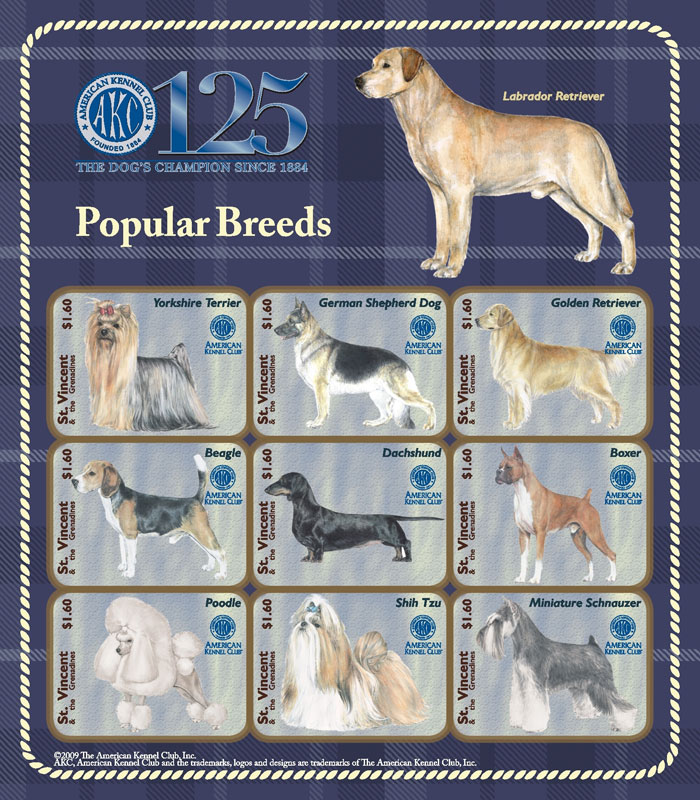 AMERICAN KENNEL CLUB
AKC
FOUNDED 1884
125
THE DOG'S CHAMPION SINCE 1884
Labrador Retriever
Popular Breeds
Yorkshire Terrier
$1.60
St. Vincent
& the Grenadines
AKC
AMERICAN
KENNEL CLUB®
German Shepherd Dog
$1.60
St. Vincent
& the Grenadines
AKC
AMERICAN
KENNEL CLUB®
Golden Retriever
$1.60
St. Vincent
& the Grenadines
AKC
AMERICAN
KENNEL CLUB®
Beagle
$1.60
St. Vincent
& the Grenadines
AKC
AMERICAN
KENNEL CLUB®
Dachshund
$1.60
St. Vincent
& the Grenadines
AKC
AMERICAN
KENNEL CLUB®
Boxer
$1.60
St. Vincent
& the Grenadines
AKC
AMERICAN
KENNEL CLUB®
Poodle
$1.60
St. Vincent
& the Grenadines
AKC
AMERICAN
KENNEL CLUB®
Shih Tzu
$1.60
St. Vincent
& the Grenadines
AKC
AMERICAN
KENNEL CLUB®
Miniature Schnauzer
$1.60
St. Vincent
& the Grenadines
AKC
AMERICAN
KENNEL CLUB®
©2009 The American Kennel Club, Inc.
AKC, American Kennel Club and the trademarks, logos and designs are trademarks of The American Kennel Club, Inc.